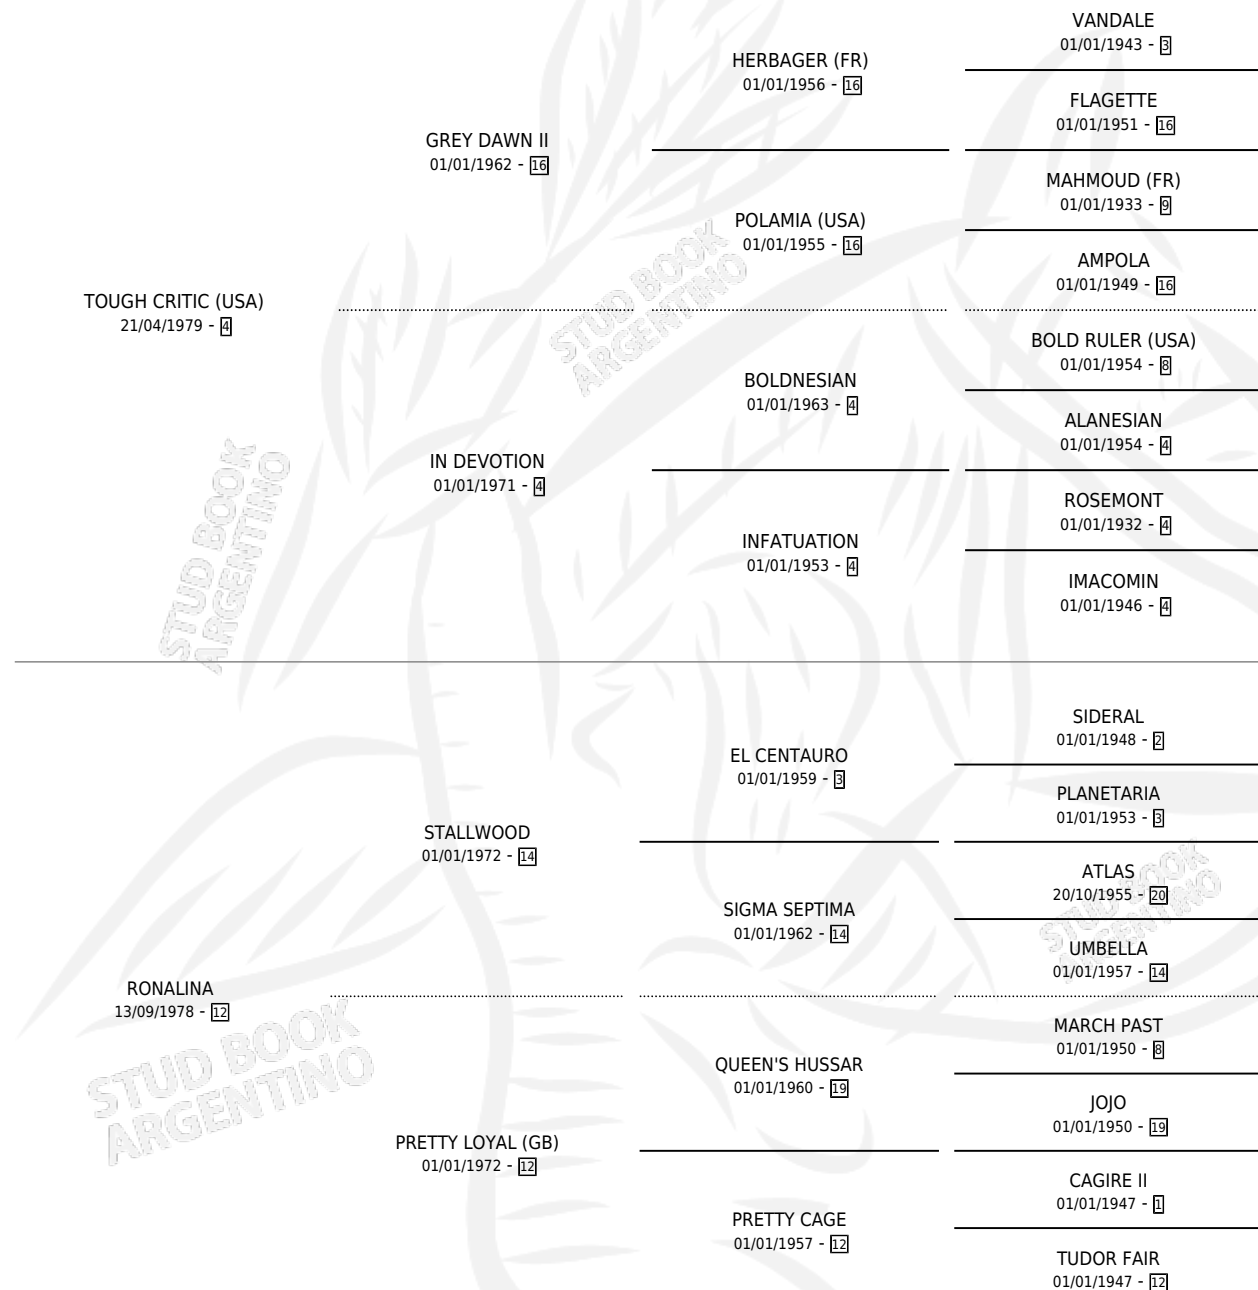 VANDALE
01/01/1943 - 3
HERBAGER (FR)
01/01/1956 - 16
FLAGETTE
01/01/1951 - 16
GREY DAWN II
01/01/1962 - 16
MAHMOUD (FR)
01/01/1933 - 9
POLAMIA (USA)
01/01/1955 - 16
AMPOLA
01/01/1949 - 16
TOUGH CRITIC (USA)
21/04/1979 - 4
BOLD RULER (USA)
01/01/1954 - 8
BOLDNESIAN
01/01/1963 - 4
ALANESIAN
01/01/1954 - 4
IN DEVOTION
01/01/1971 - 4
ROSEMONT
01/01/1932 - 4
INFATUATION
01/01/1953 - 4
IMACOMIN
01/01/1946 - 4
STUD BOOK
ARGENTINO
STUD BOOK
ARGENTINO
SIDERAL
01/01/1948 - 2
EL CENTAURO
01/01/1959 - 3
PLANETARIA
01/01/1953 - 3
STALLWOOD
01/01/1972 - 14
ATLAS
20/10/1955 - 20
SIGMA SEPTIMA
01/01/1962 - 14
UMBELLA
01/01/1957 - 14
RONALINA
13/09/1978 - 12
MARCH PAST
01/01/1950 - 8
QUEEN'S HUSSAR
01/01/1960 - 19
JOJO
01/01/1950 - 19
PRETTY LOYAL (GB)
01/01/1972 - 12
CAGIRE II
01/01/1947 - 1
PRETTY CAGE
01/01/1957 - 12
TUDOR FAIR
01/01/1947 - 12
STUD BOOK
ARGENTINO
STUD BOOK
ARGENTINO